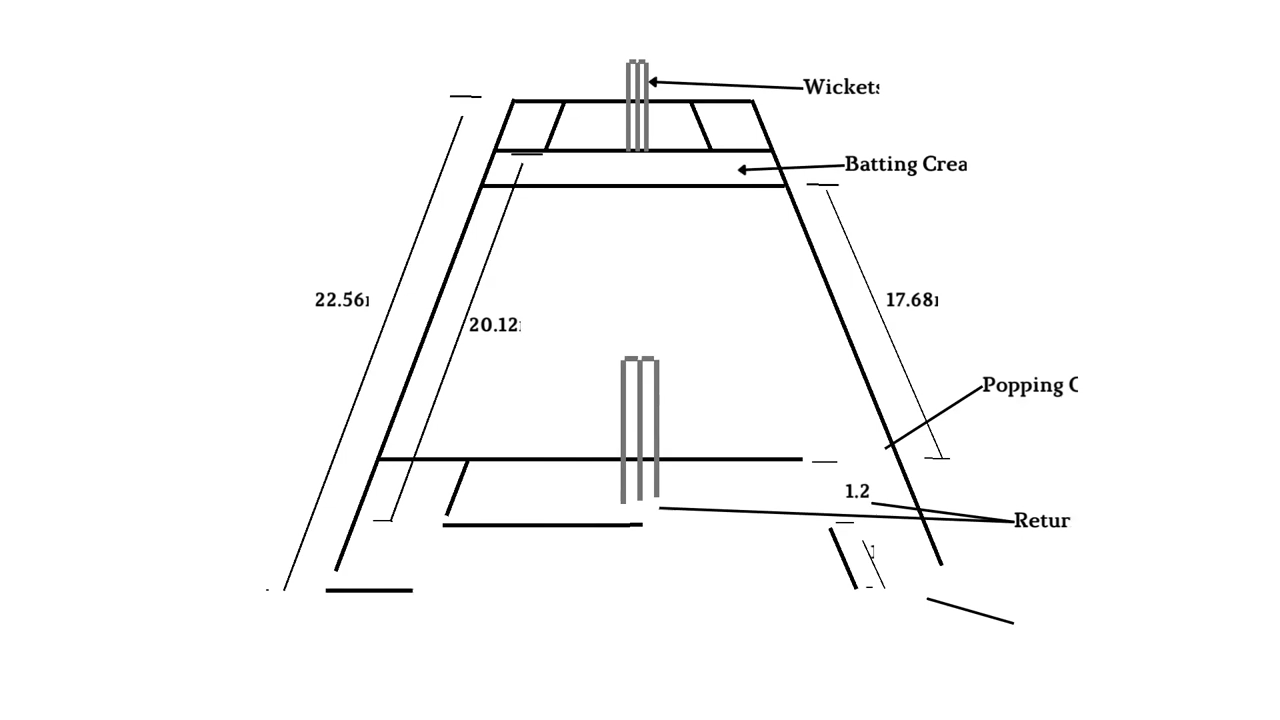 Wickets
Batting Crea
22.56
17.68
20.12
Popping C
1.2
Retur